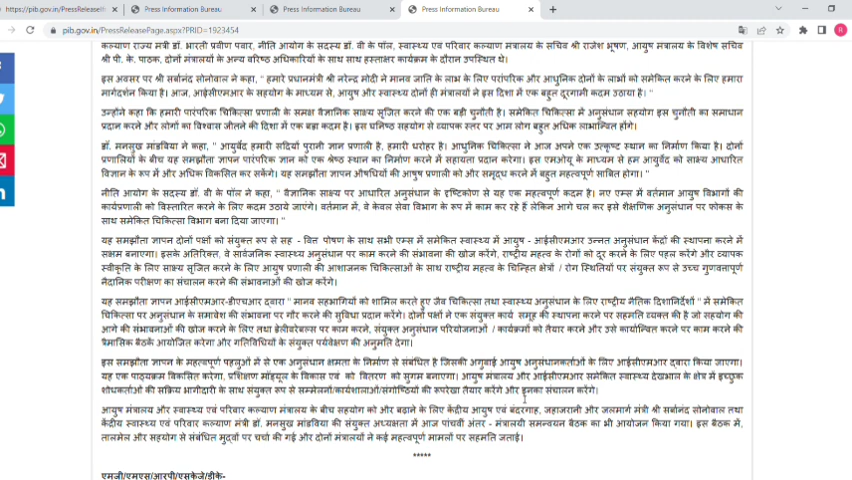 https://pib.gov.in/PressReleaseIf
Press Information Bureau
Press Information Bureau
Press Information Bureau
pib.gov.in/PressReleasePage.aspx?PRID=1923454
कल्याण राज्य मंत्री डॉ. भारती प्रवीण पवार, नीति आयोग के सदस्य डॉ. वी के पॉल, स्वास्थ्य एवं परिवार कल्याण मंत्रालय के सचिव श्री राजेश भूषण, आयुष मंत्रालय के विशेष सचिव
श्री पी. के. पाठक, दोनों मंत्रालयों के अन्य वरिष्ठ अधिकारियों के साथ साथ हस्ताक्षर कार्यक्रम के दौरान उपस्थित थे।
इस अवसर पर श्री सर्बानंद सोनोवाल ने कहा, " हमारे प्रधानमंत्री श्री नरेन्द्र मोदी ने मानव जाति के लाभ के लिए पारंपरिक और आधुनिक दोनों के लाभों को समेकित करने के लिए हमारा
मार्गदर्शन किया है। आज, आईसीएमआर के सहयोग के माध्यम से, आयुष और स्वास्थ्य दोनों ही मंत्रालयों ने इस दिशा में एक बहुत दूरगामी कदम उठाया है। "
उन्होंने कहा कि हमारी पारंपरिक चिकित्सा प्रणाली के समक्ष वैज्ञानिक साक्ष्य सृजित करने की एक बड़ी चुनौती है। समेकित चिकित्सा में अनुसंधान सहयोग इस चुनौती का समाधान
प्रदान करने और लोगों का विश्वास जीतने की दिशा में एक बड़ा कदम है। इस घनिष्ठ सहयोग से व्यापक स्तर पर आम लोग बहुत अधिक लाभान्वित होंगे।
डॉ. मनसुख मांडविया ने कहा, " आयुर्वेद हमारी सदियों पुरानी ज्ञान प्रणाली है, हमारी धरोहर है। आधुनिक चिकित्सा ने आज अपने एक उत्कृष्ट स्थान का निर्माण किया है। दोनों
प्रणालियों के बीच यह समझौता ज्ञापन पारंपरिक ज्ञान को एक श्रेष्ठ स्थान का निर्माण करने में सहायता प्रदान करेगा। इस एमओयू के माध्यम से हम आयुर्वेद को साक्ष्य आधारित
विज्ञान के रूप में और अधिक विकसित कर सकेंगे। यह समझौता ज्ञापन औषधियों की आयुष प्रणाली को और समृद्ध करने में बहुत महत्वपूर्ण साबित होगा। "
नीति आयोग के सदस्य डॉ. वी के पॉल ने कहा, " वैज्ञानिक साक्ष्य पर आधारित अनुसंधान के दृष्टिकोण से यह एक महत्वपूर्ण कदम है। नए एम्स में वर्तमान आयुष विभागों की
कार्यप्रणाली को विस्तारित करने के लिए कदम उठाये जाएंगे। वर्तमान में, वे केवल सेवा विभाग के रूप में काम कर रहे हैं लेकिन आगे चल कर इसे शैक्षणिक अनुसंधान पर फोकस के
साथ समेकित चिकित्सा विभाग बना दिया जाएगा। "
यह समझौता ज्ञापन दोनों पक्षों को संयुक्त रूप से सह - वित्त पोषण के साथ सभी एम्स में समेकित स्वास्थ्य में आयुष - आईसीएमआर उन्नत अनुसंधान केंद्रों की स्थापना करने में
सक्षम बनाएगा। इसके अतिरिक्त, वे सार्वजनिक स्वास्थ्य अनुसंधान पर काम करने की संभावना की खोज करेंगे, राष्ट्रीय महत्व के रोगों को दूर करने के लिए पहल करेंगे और व्यापक
स्वीकृति के लिए साक्ष्य सृजित करने के लिए आयुष प्रणाली की आशाजनक चिकित्साओं के साथ राष्ट्रीय महत्व के चिन्हित क्षेत्रों / रोग स्थितियों पर संयुक्त रूप से उच्च गुणवत्तापूर्ण
नैदानिक परीक्षण का संचालन करने की संभावनाओं की खोज करेंगे।
यह समझौता ज्ञापन आईसीएमआर-डीएचआर द्वारा " मानव सहभागियों को शामिल करते हुए जैव चिकित्सा तथा स्वास्थ्य अनुसंधान के लिए राष्ट्रीय नैतिक दिशानिर्देशों " में समेकित
चिकित्सा पर अनुसंधान के समावेश की संभावना पर गौर करने की सुविधा प्रदान करेगी। दोनों पक्षों ने एक संयुक्त कार्य समूह की स्थापना करने पर सहमति व्यक्त की है जो सहयोग की
आगे की संभावनाओं की खोज करने के लिए तथा डेलीवरेबल्स पर काम करने, संयुक्त अनुसंधान परियोजनाओं / कार्यक्रमों को तैयार करने और उसे कार्यान्वित करने पर काम करने की
त्रैमासिक बैठकें आयोजित करेगा और गतिविधियों के संयुक्त पर्यवेक्षण की अनुमति देगा।
इस समझौता ज्ञापन के महत्वपूर्ण पहलुओं में से एक अनुसंधान क्षमता के निर्माण से संबंधित है जिसकी अगुवाई आयुष अनुसंधानकर्ताओं के लिए आईसीएमआर द्वारा किया जाएगा।
यह एक पाठ्यक्रम विकसित करेगा, प्रशिक्षण मॉड्यूल के विकास एवं को वितरण को सुगम बनाएगा। आयुष मंत्रालय और आईसीएमआर समेकित स्वास्थ्य देखभाल के क्षेत्र में इच्छुक
शोधकर्ताओं की सक्रिय भागीदारी के साथ संयुक्त रूप से सम्मेलनों/कार्यशालाओं/संगोष्ठियों की रूपरेखा तैयार करेंगे और इनका संचालन करेंगे।
आयुष मंत्रालय और स्वास्थ्य एवं परिवार कल्याण मंत्रालय के बीच सहयोग को और बढ़ाने के लिए केंद्रीय आयुष एवं बंदरगाह, जहाजरानी और जलमार्ग मंत्री श्री सर्बानंद सोनोवाल तथा
केंद्रीय स्वास्थ्य एवं परिवार कल्याण मंत्री डॉ. मनसुख मांडविया की संयुक्त अध्यक्षता में आज पांचवीं अंतर - मंत्रालयी समन्वयन बैठक का भी आयोजन किया गया। इस बैठक में,
तालमेल और सहयोग से संबंधित मुद्दों पर चर्चा की गई और दोनों मंत्रालयों ने कई महत्वपूर्ण मामलों पर सहमति जताई।
*****
एमजी/एमएस/आरपी/एसकेजे/डीके-